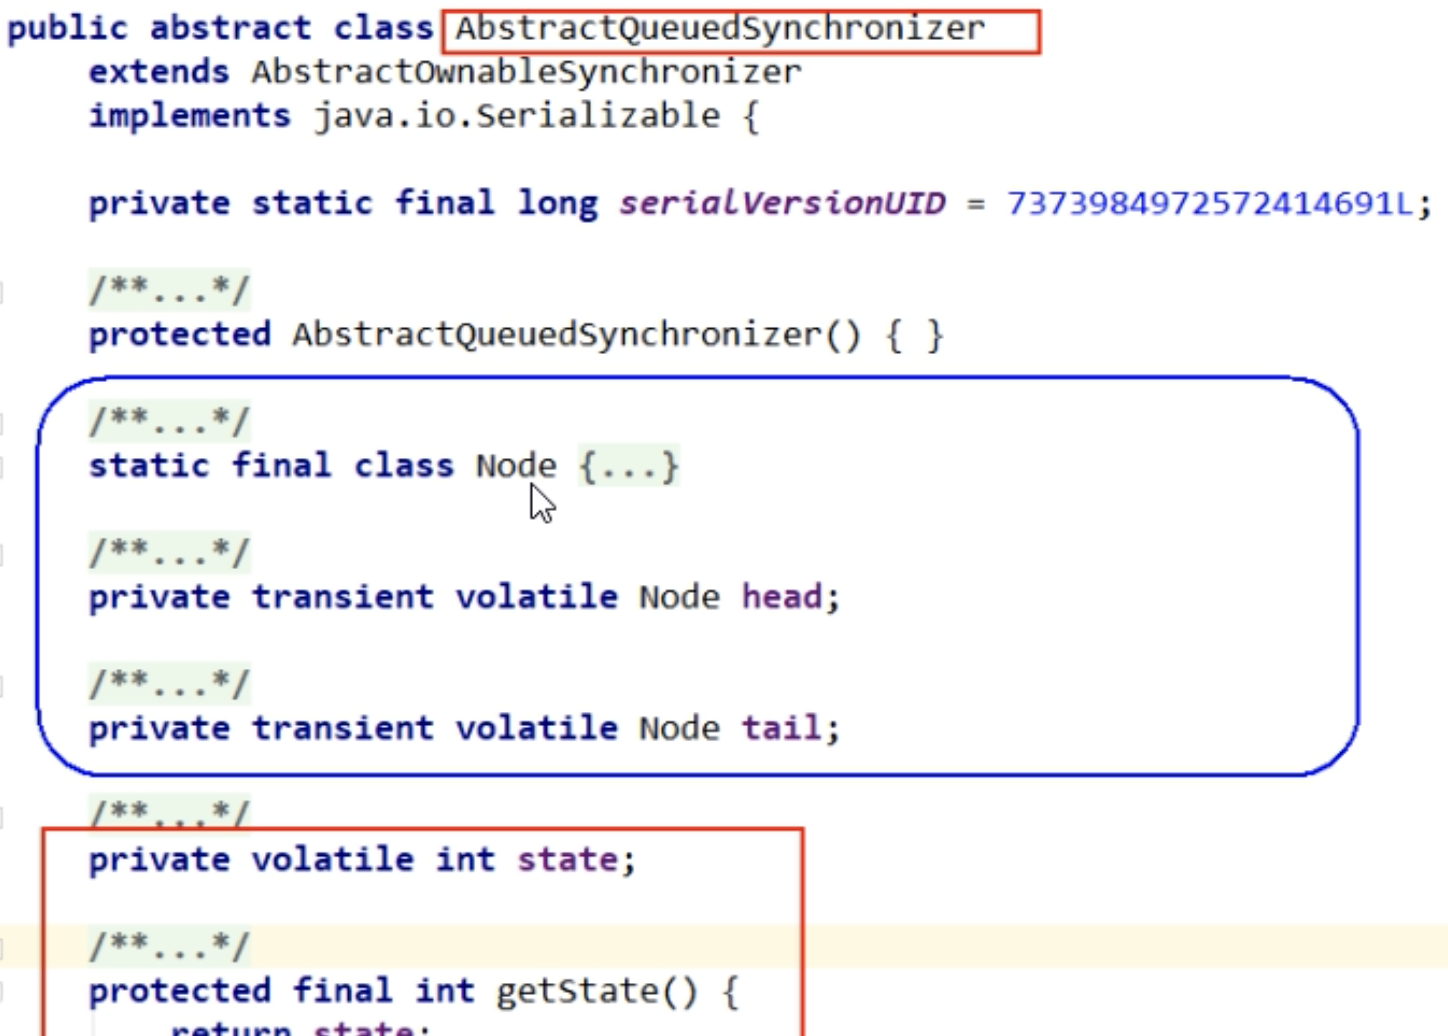 public abstract class AbstractQueuedSynchronizer
extends AbstractOwnableSynchronizer
implements java.io.Serializable {
private static final long serialVersionUID = 7373984972572414691L;
/**...*/
protected AbstractQueuedSynchronizer() { }
/**...*/
static final class Node {...}
/**...*/
private transient volatile Node head;
/**...*/
private transient volatile Node tail;
/**...*/
private volatile int state;
/**...*/
protected final int getState() {
return state;